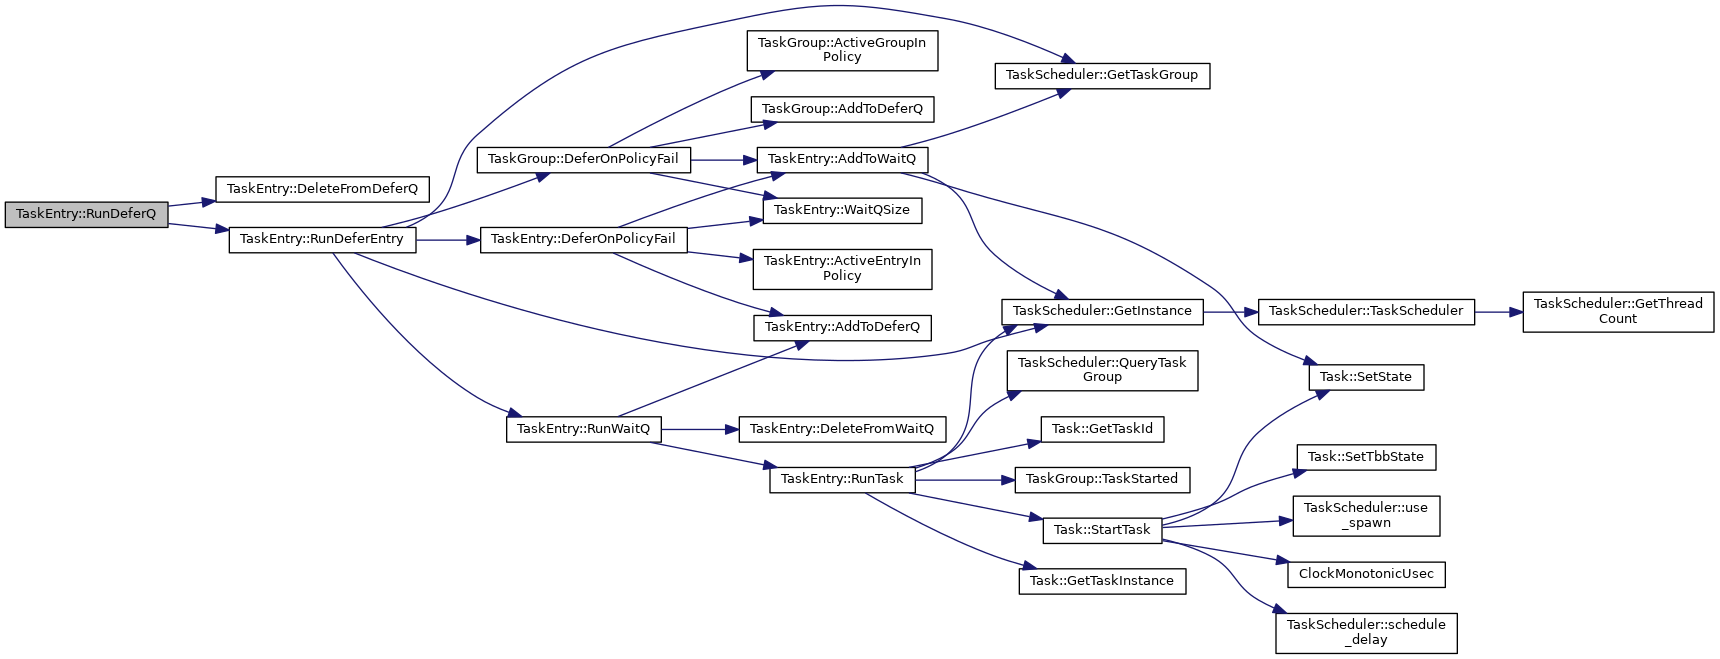 TaskEntry::RunDeferQ
TaskEntry::DeleteFromDeferQ
TaskEntry::RunDeferEntry
TaskGroup::DeferOnPolicyFail
TaskEntry::DeferOnPolicyFail
TaskEntry::RunWaitQ
TaskGroup::ActiveGroupIn
Policy
TaskGroup::AddToDeferQ
TaskEntry::AddToWaitQ
TaskEntry::WaitQSize
TaskEntry::ActiveEntryIn
Policy
TaskEntry::AddToDeferQ
TaskEntry::DeleteFromWaitQ
TaskEntry::RunTask
TaskScheduler::GetTaskGroup
TaskScheduler::GetInstance
TaskScheduler::QueryTask
Group
Task::GetTaskId
TaskGroup::TaskStarted
Task::StartTask
Task::GetTaskInstance
TaskScheduler::TaskScheduler
Task::SetState
Task::SetTbbState
TaskScheduler::use
_spawn
ClockMonotonicUsec
TaskScheduler::schedule
_delay
TaskScheduler::GetThread
Count